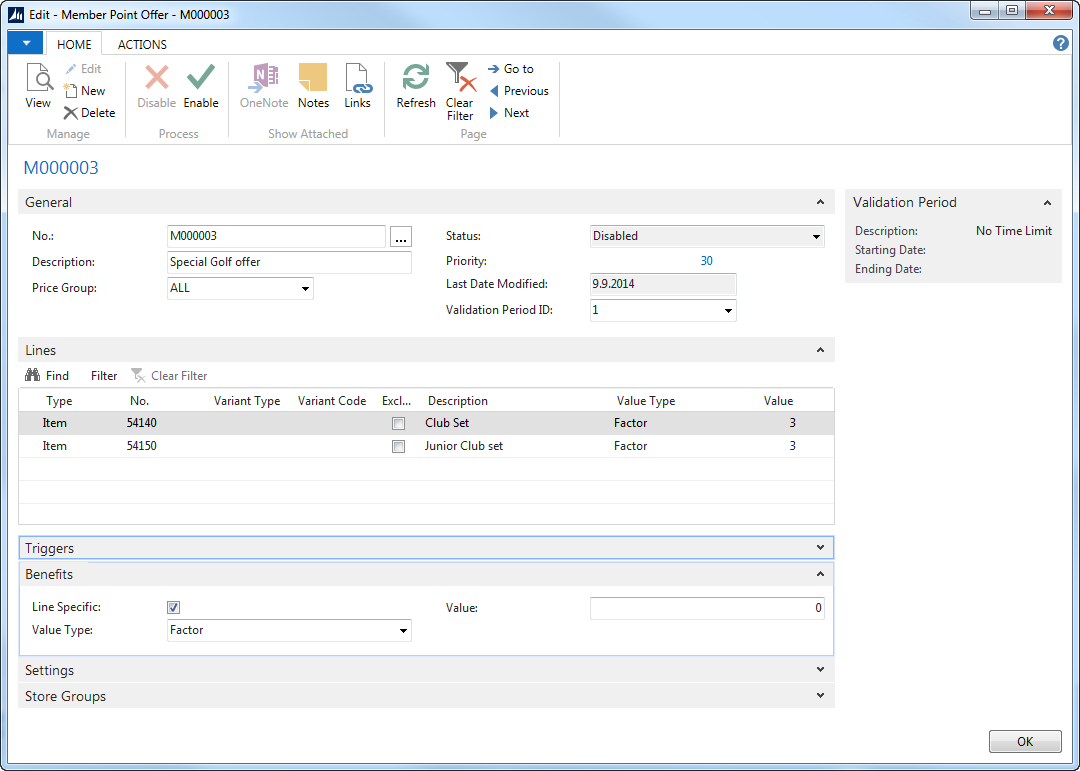 Edit - Member Point Offer - M000003
HOME ACTIONS
View
Edit
New
Delete
Manage
Disable Enable
Process
OneNote Notes Links
Show Attached
Refresh
Clear
Filter
Go to
Previous
Next
Page
M000003
General
No.: M000003 ...
Description: Special Golf offer
Price Group: ALL
Status: Disabled
Priority: 30
Last Date Modified: 9.9.2014
Validation Period ID: 1
Validation Period
Description: No Time Limit
Starting Date:
Ending Date:
Lines
Find Filter Clear Filter
Type No. Variant Type Variant Code Excl... Description Value Type Value
Item 54140 Club Set Factor 3
Item 54150 Junior Club set Factor 3
Triggers
Benefits
Line Specific:
Value Type: Factor
Value: 0
Settings
Store Groups
OK